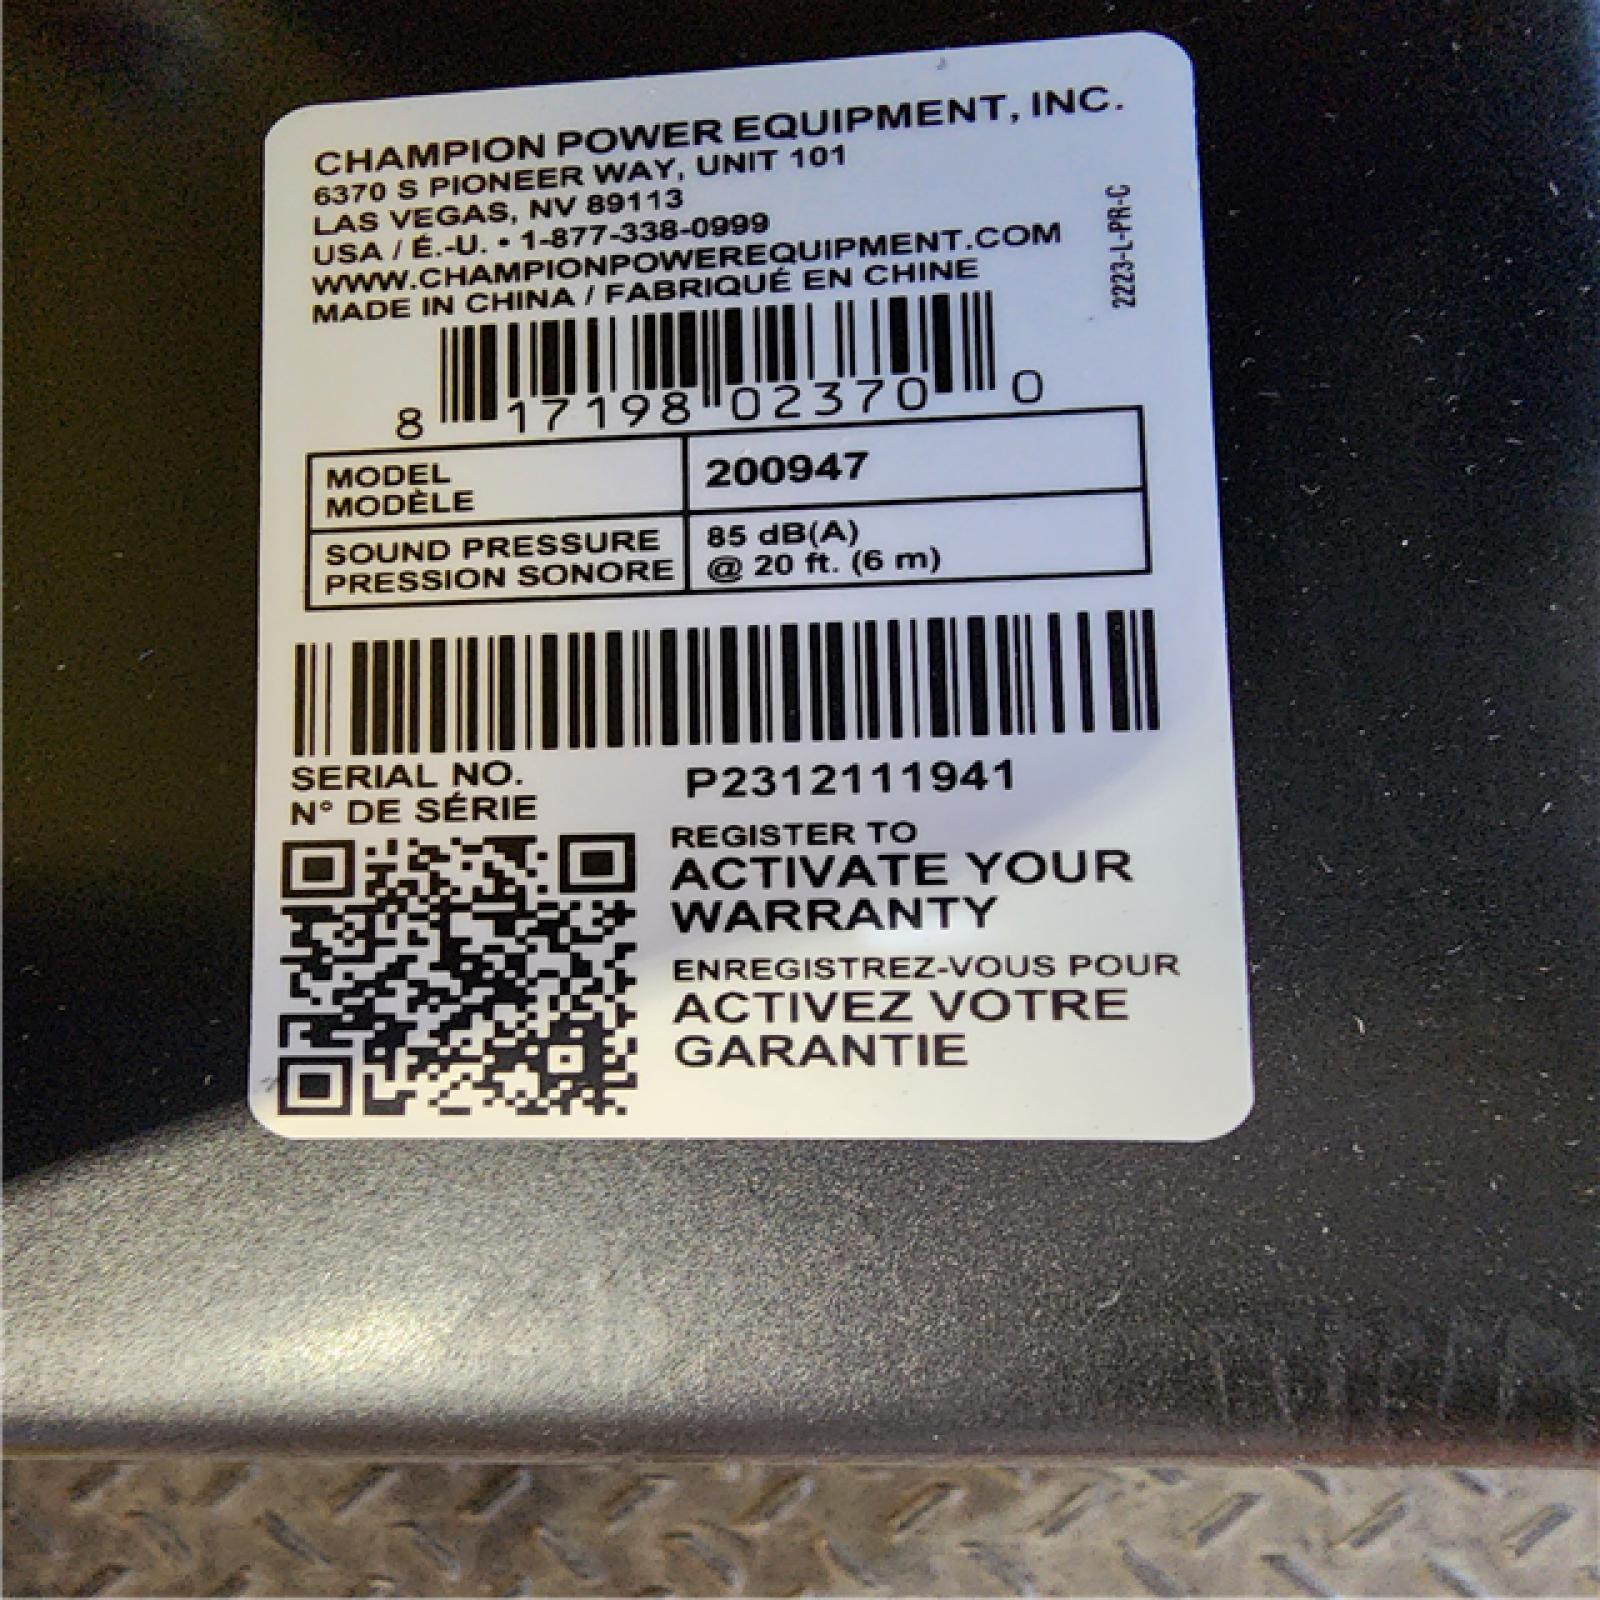 CHAMPION POWER EQUIPMENT, INC.
6370 S PIONEER WAY, UNIT 101
LAS VEGAS, NV 89113
USA / É.-U. • 1-877-338-0999
WWW.CHAMPIONPOWEREQUIPMENT.COM
MADE IN CHINA / FABRIQUÉ EN CHINE
2223-L-PR-C
8 17198 02370 0
MODEL 200947
MODÈLE
SOUND PRESSURE 85 dB(A)
PRESSION SONORE @ 20 ft. (6 m)
SERIAL NO. P2312111941
N° DE SÉRIE
REGISTER TO
ACTIVATE YOUR
WARRANTY
ENREGISTREZ-VOUS POUR
ACTIVEZ VOTRE
GARANTIE